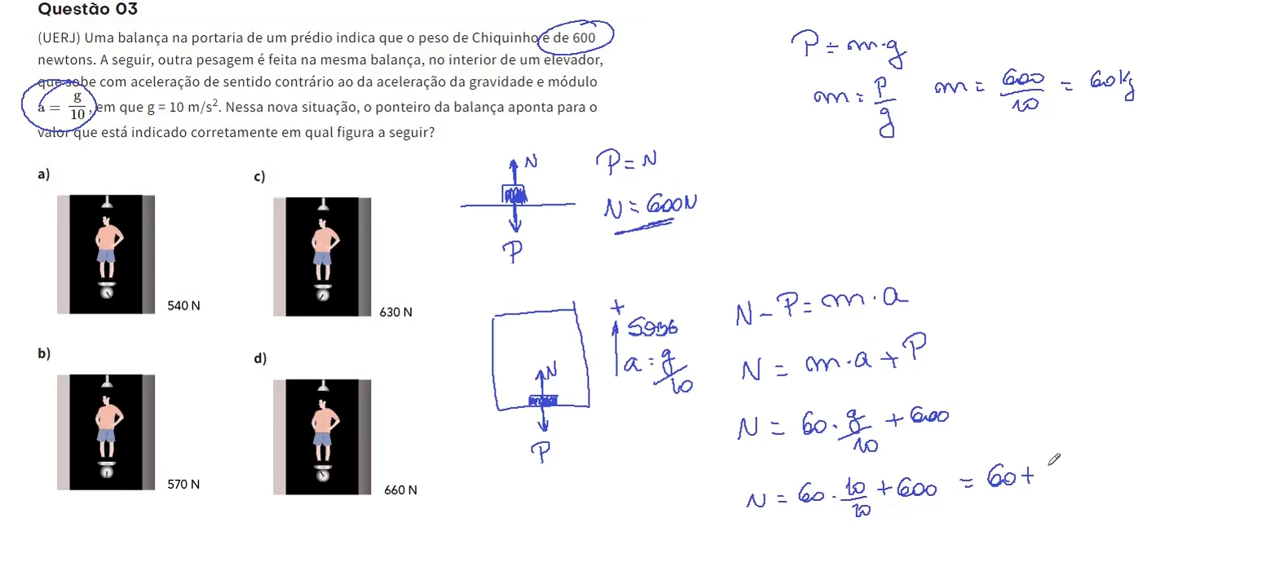 Questão 03
(UERJ) Uma balança na portaria de um prédio indica que o peso de Chiquinho é de 600
newtons. A seguir, outra pesagem é feita na mesma balança, no interior de um elevador,
que sobe com aceleração de sentido contrário ao da aceleração da gravidade e módulo
a = g/10, em que g = 10 m/s². Nessa nova situação, o ponteiro da balança aponta para o
valor que está indicado corretamente em qual figura a seguir?
a)
540 N
b)
570 N
c)
630 N
d)
660 N
P = m·g
m = P/g
m = 600/10 = 60 kg
N
P
P = N
N = 600N
N
P
+
SOBE
a = g/10
N - P = m·a
N = m·a + P
N = 60 · g/10 + 600
N = 60 · 10/10 + 600 = 60 +